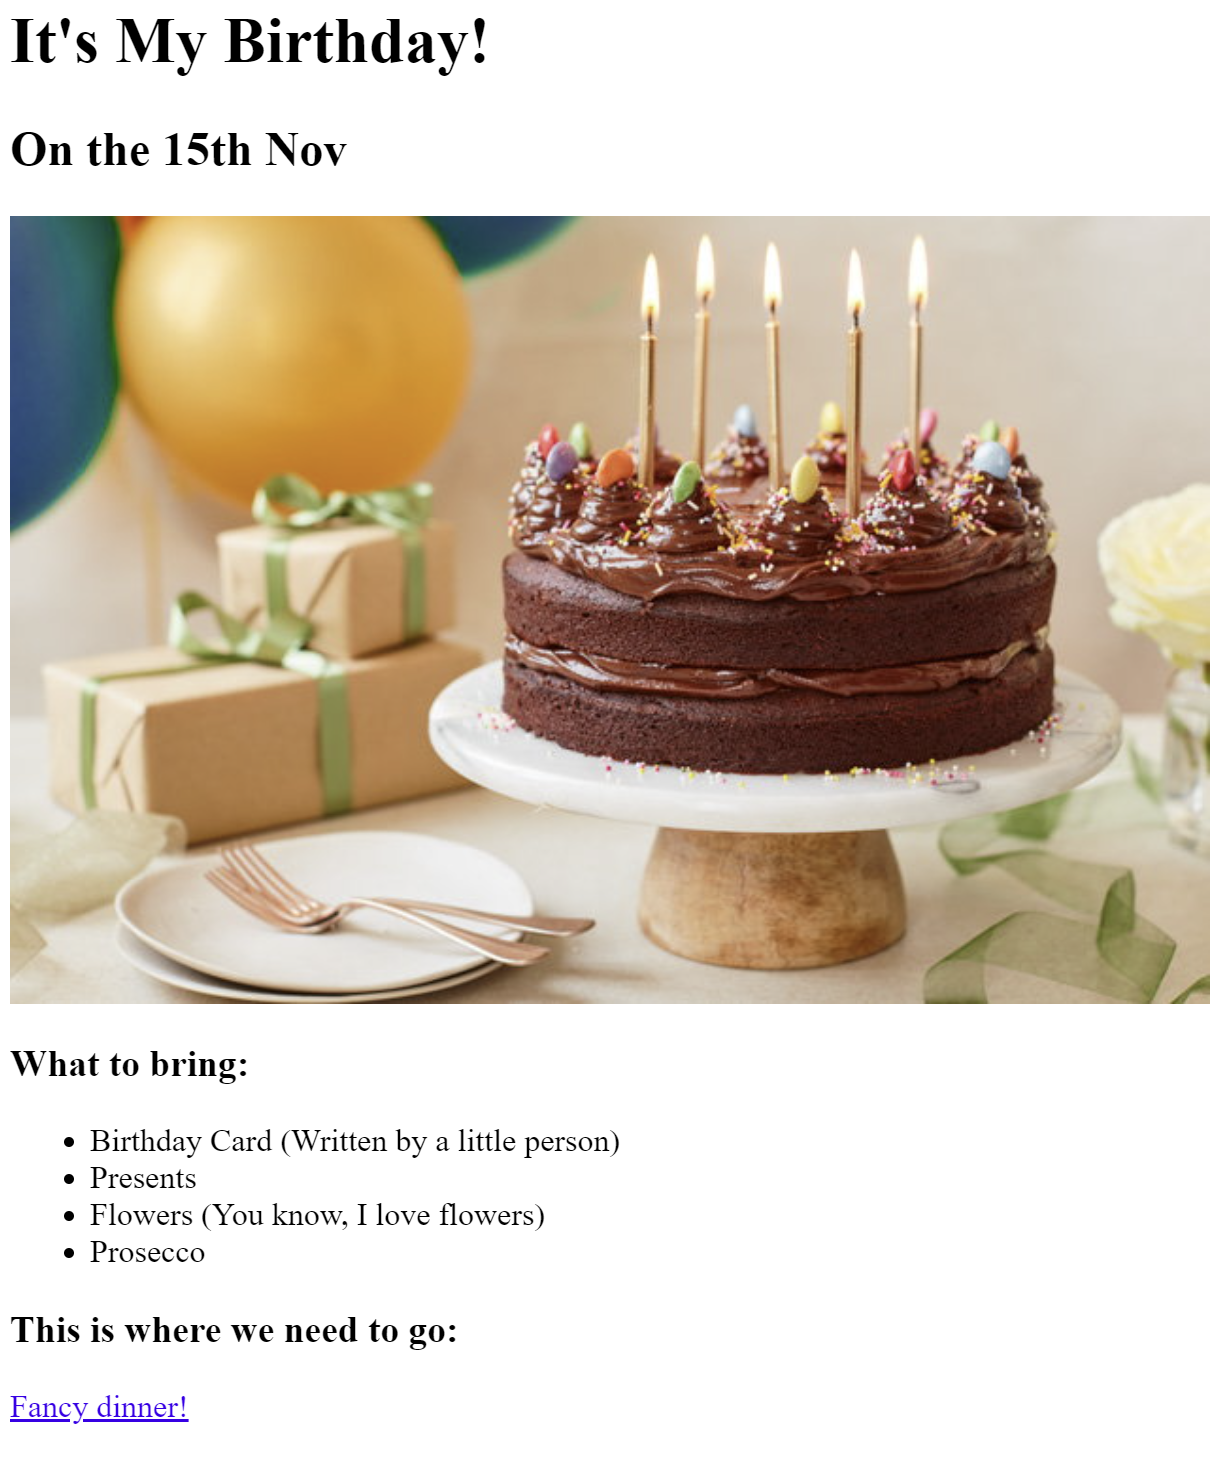 It's My Birthday!
On the 15th Nov
What to bring:
Birthday Card (Written by a little person)
Presents
Flowers (You know, I love flowers)
Prosecco
This is where we need to go:
Fancy dinner!